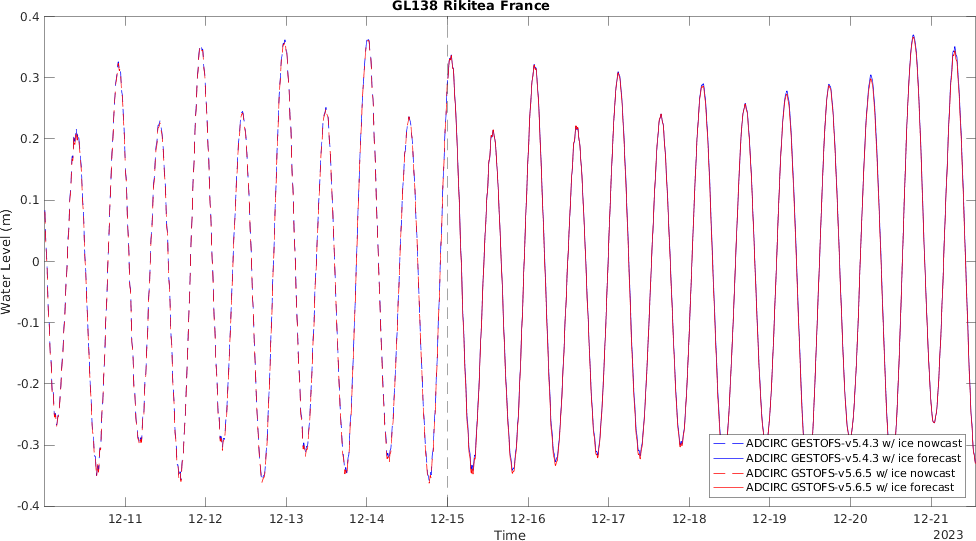 GL138 Rikitea France
0.4
0.3
0.2
0.1
0
-0.1
-0.2
-0.3
-0.4
Water Level (m)
12-11 12-12 12-13 12-14 12-15 12-16 12-17 12-18 12-19 12-20 12-21
Time
2023
ADCIRC GESTOFS-v5.4.3 w/ ice nowcast
ADCIRC GESTOFS-v5.4.3 w/ ice forecast
ADCIRC GSTOFS-v5.6.5 w/ ice nowcast
ADCIRC GSTOFS-v5.6.5 w/ ice forecast